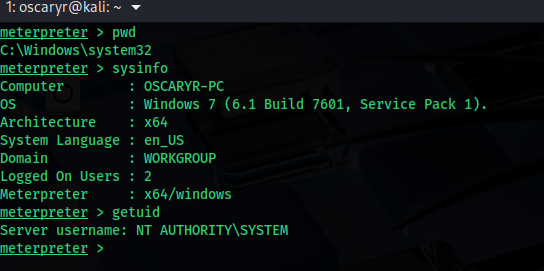 1: oscaryr@kali: ~
meterpreter > pwd
C:\Windows\system32
meterpreter > sysinfo
Computer        : OSCARYR-PC
OS              : Windows 7 (6.1 Build 7601, Service Pack 1).
Architecture    : x64
System Language : en_US
Domain          : WORKGROUP
Logged On Users : 2
Meterpreter     : x64/windows
meterpreter > getuid
Server username: NT AUTHORITY\SYSTEM
meterpreter >